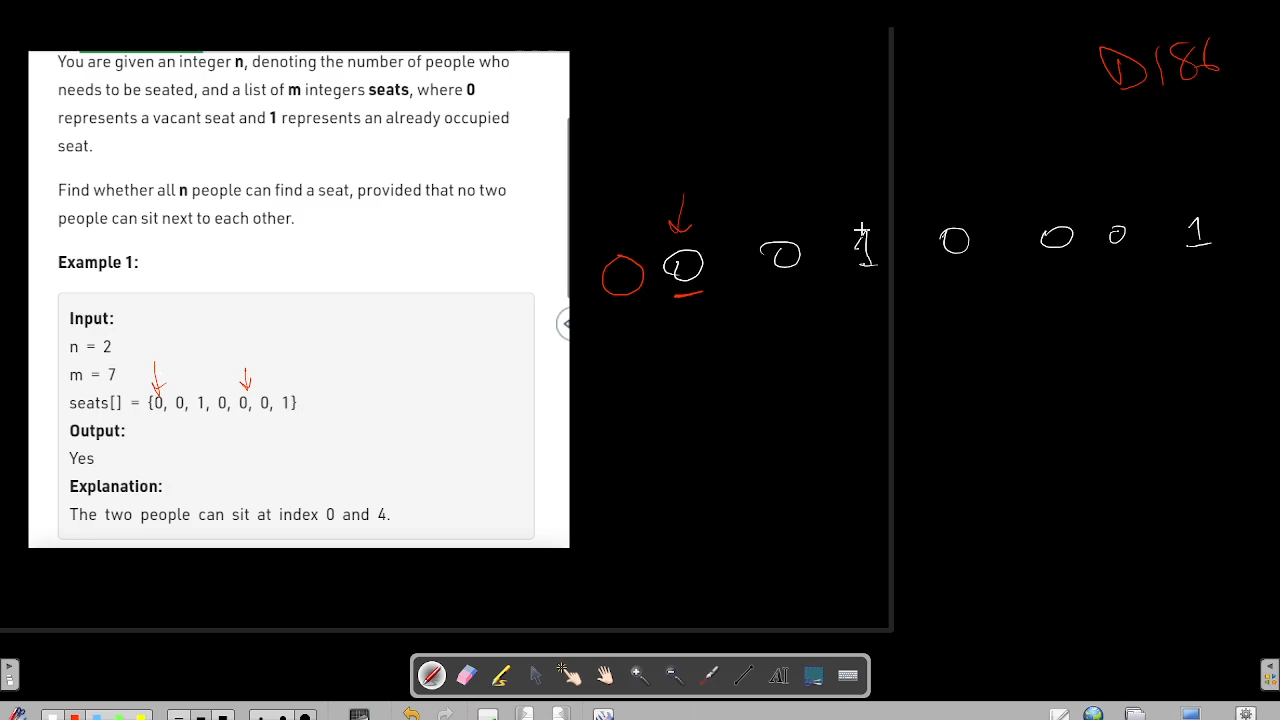 You are given an integer n, denoting the number of people who
needs to be seated, and a list of m integers seats, where 0
represents a vacant seat and 1 represents an already occupied
seat.
Find whether all n people can find a seat, provided that no two
people can sit next to each other.
Example 1:
Input:
n = 2
m = 7
seats[] = {0, 0, 1, 0, 0, 0, 1}
Output:
Yes
Explanation:
The two people can sit at index 0 and 4.
D186
0 0 0 1 0 0 0 1
AI